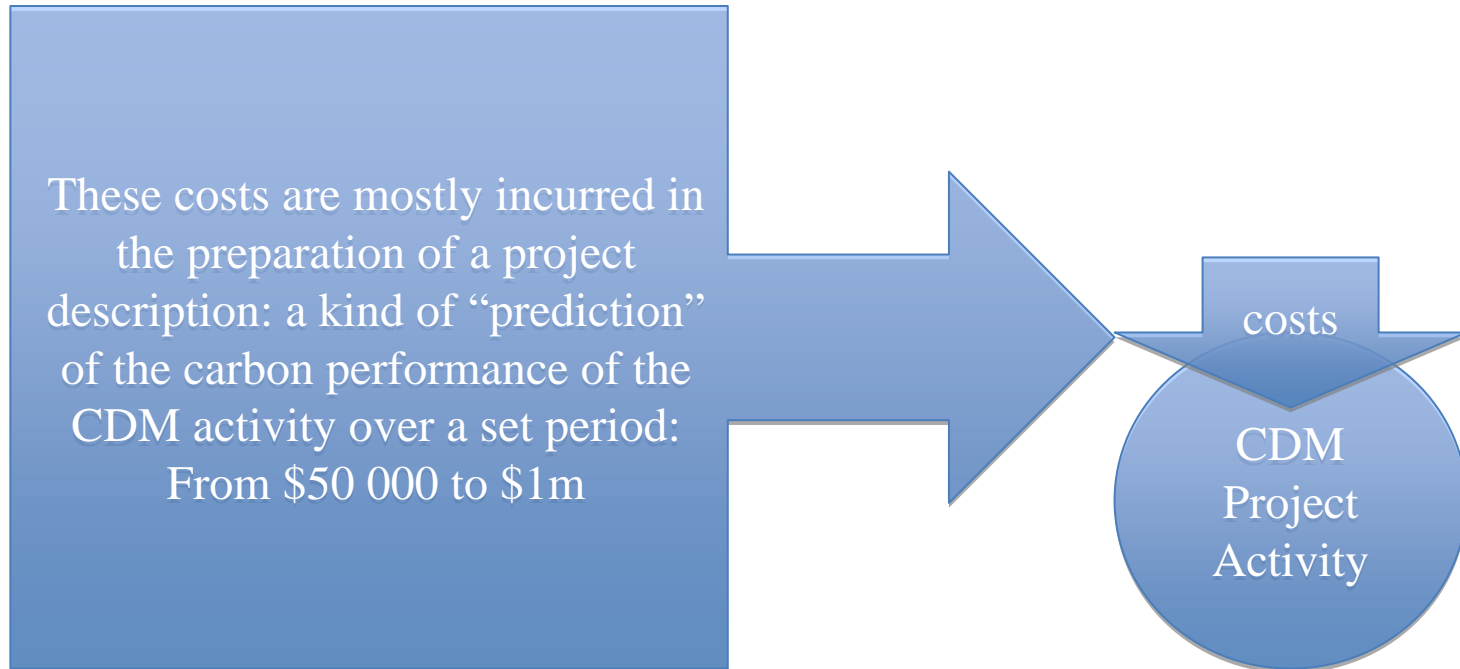 These costs are mostly incurred in
the preparation of a project
description: a kind of “prediction”
of the carbon performance of the
CDM activity over a set period:
From $50 000 to $1m
costs
CDM
Project
Activity